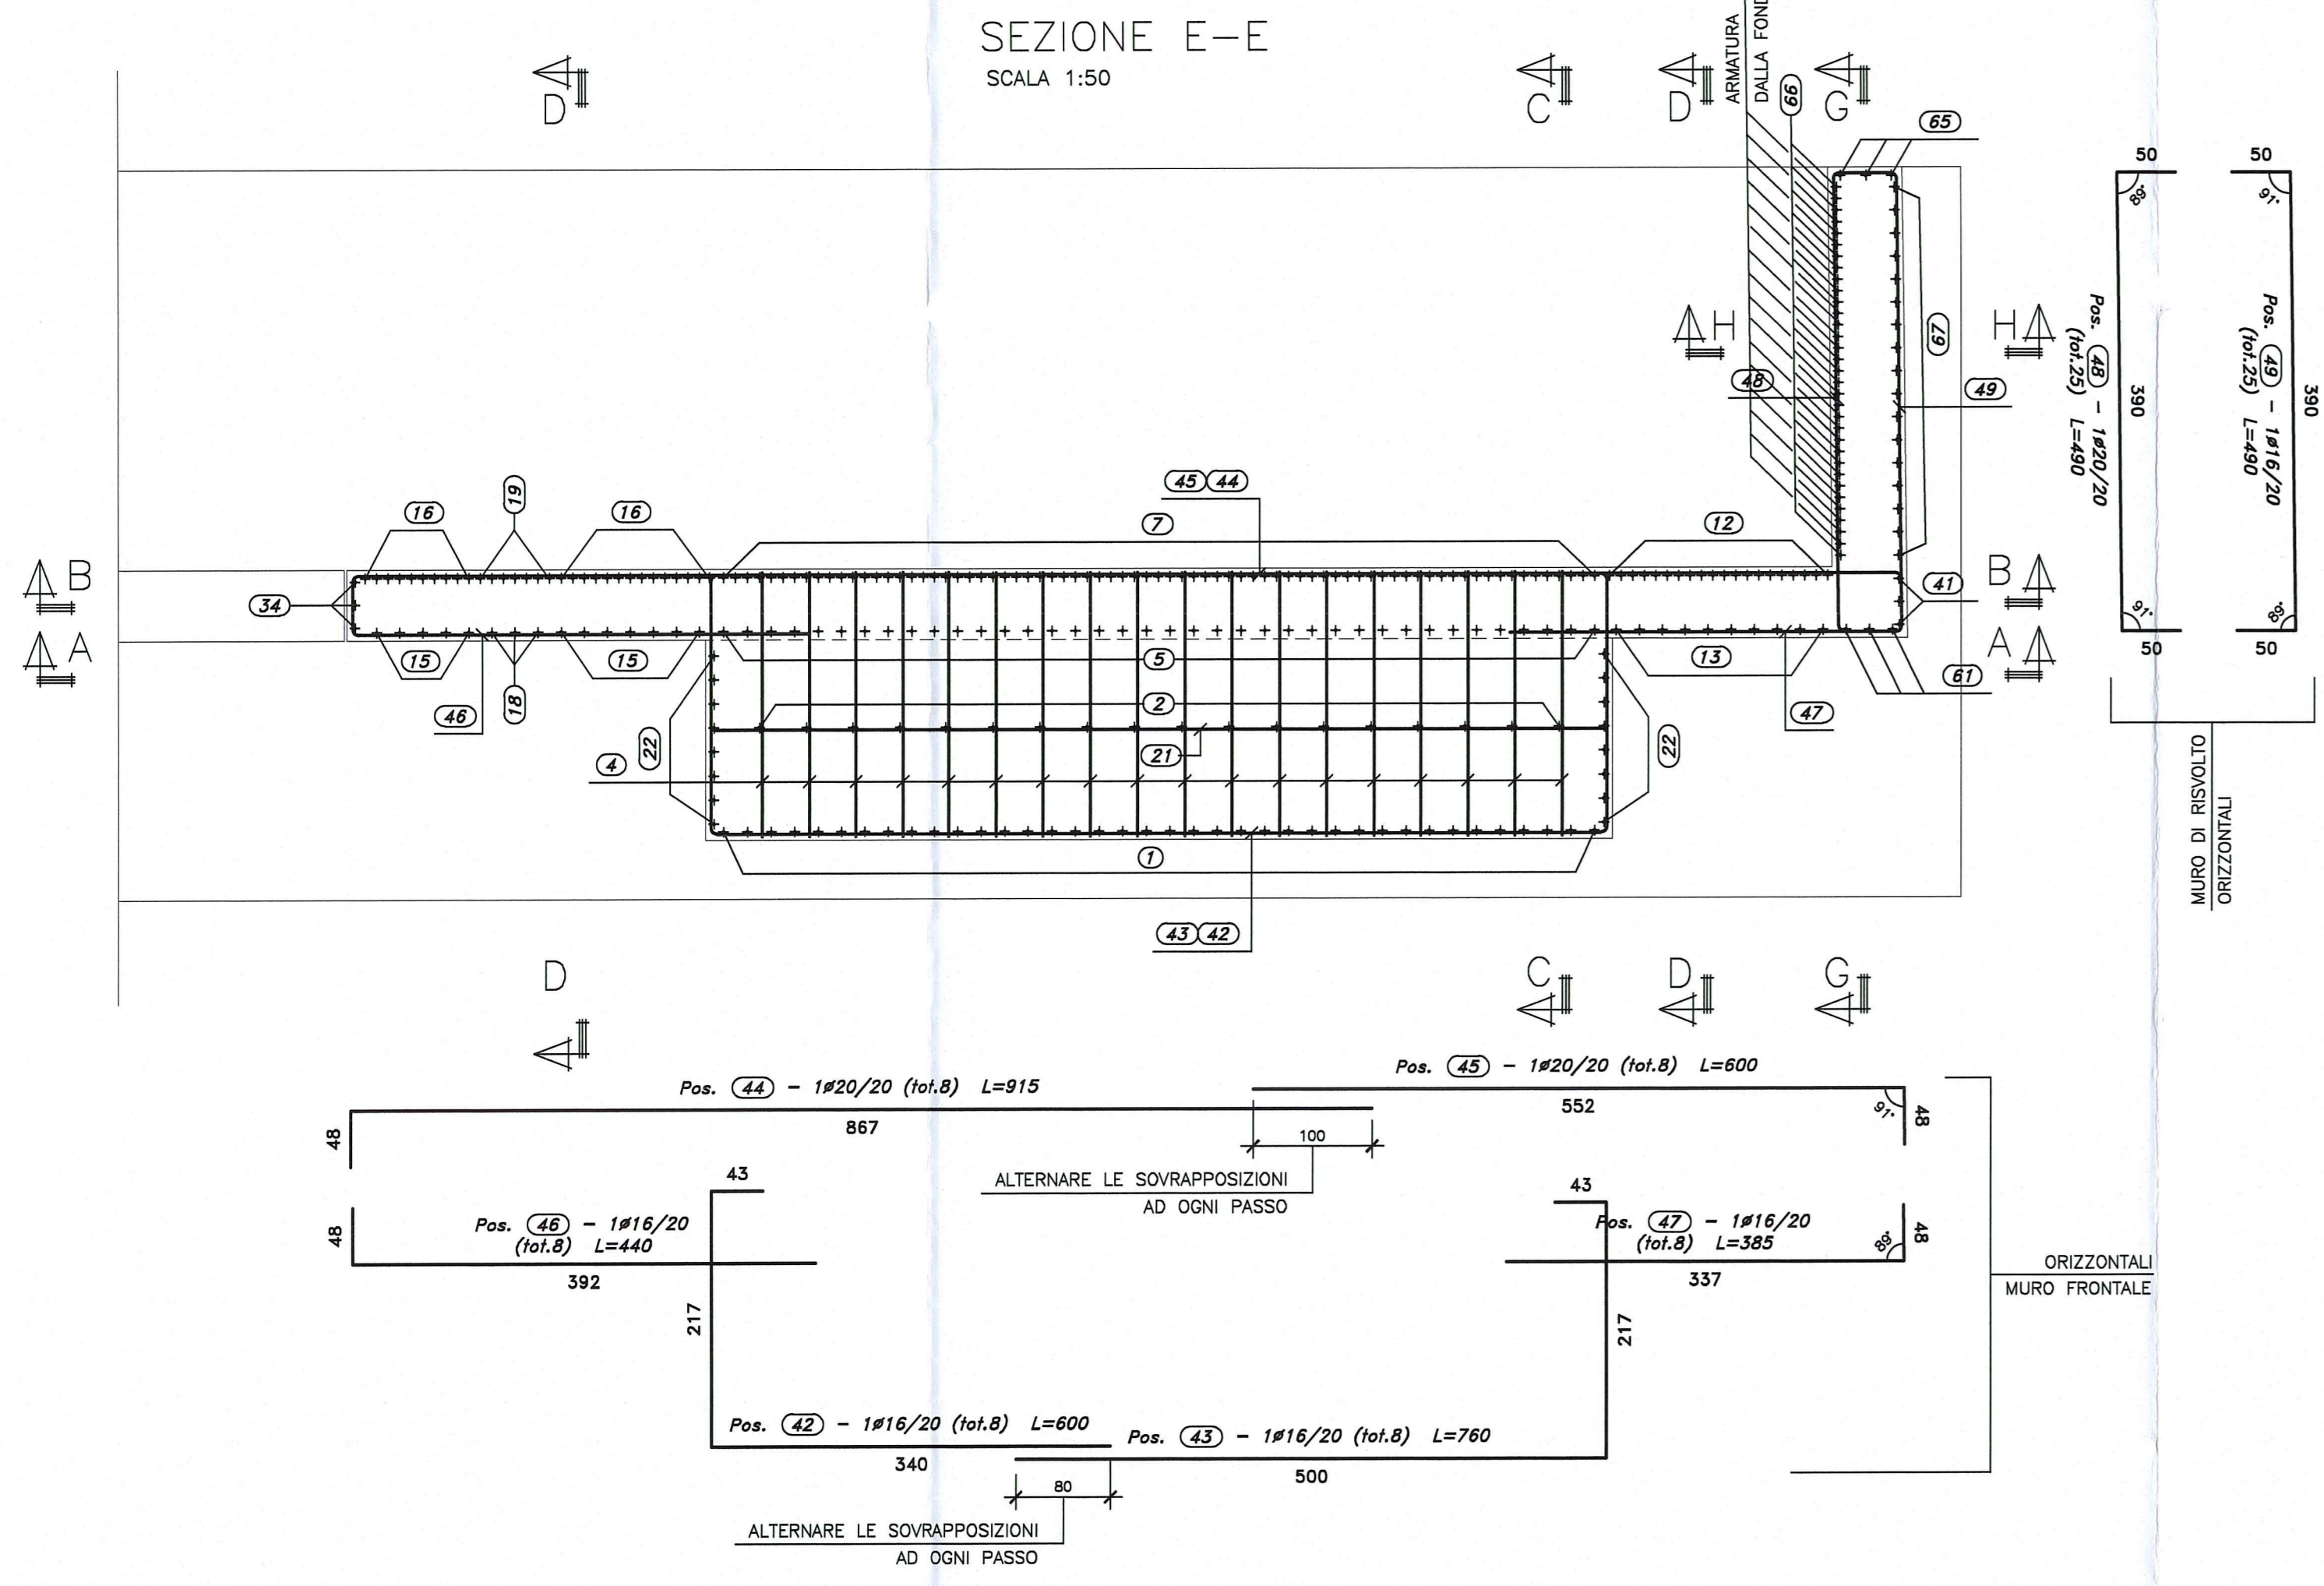 SEZIONE E–E
SCALA 1:50
D
C
D
G
ARMATURA
DALLA FOND
66
65
50
50
89°
91°
H
H
67
48
49
Pos. 48 – 1ø20/20
(tot.25) L=490
390
Pos. 49 – 1ø16/20
(tot.25) L=490
390
91°
89°
50
50
MURO DI RISVOLTO
ORIZZONTALI
45 44
16
19
16
7
12
B
34
A
41
B
A
15
18
15
5
13
61
46
2
47
22
4
21
22
1
43 42
D
C
D
G
Pos. 44 – 1ø20/20 (tot.8) L=915
867
48
Pos. 45 – 1ø20/20 (tot.8) L=600
552
91°
48
100
ALTERNARE LE SOVRAPPOSIZIONI
AD OGNI PASSO
43
43
48
Pos. 46 – 1ø16/20
(tot.8) L=440
392
Pos. 47 – 1ø16/20
(tot.8) L=385
337
89°
48
217
217
ORIZZONTALI
MURO FRONTALE
Pos. 42 – 1ø16/20 (tot.8) L=600
340
Pos. 43 – 1ø16/20 (tot.8) L=760
500
80
ALTERNARE LE SOVRAPPOSIZIONI
AD OGNI PASSO